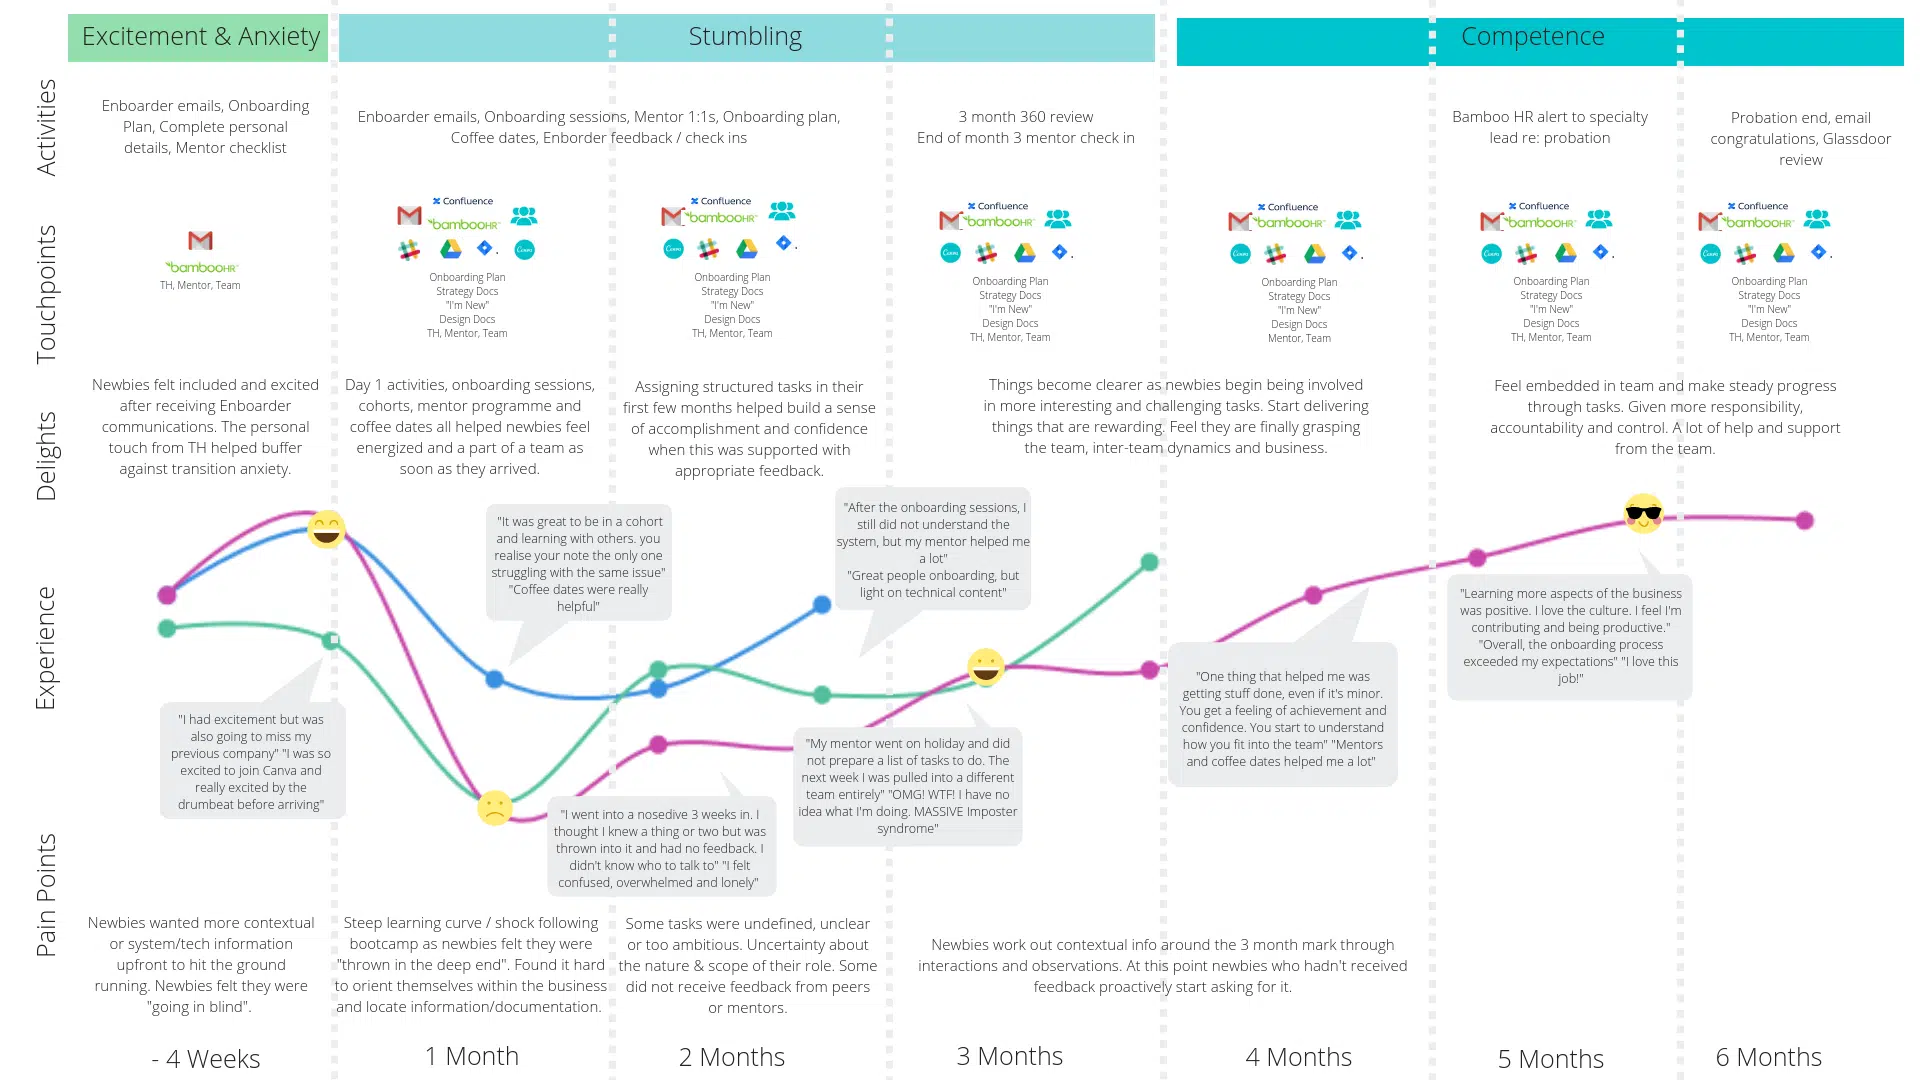 Excitement & Anxiety
Stumbling
Competence
Activities
Enboarder emails, Onboarding
Plan, Complete personal
details, Mentor checklist
Enboarder emails, Onboarding sessions, Mentor 1:1s, Onboarding plan,
Coffee dates, Enborder feedback / check ins
3 month 360 review
End of month 3 mentor check in
Bamboo HR alert to specialty
lead re: probation
Probation end, email
congratulations, Glassdoor
review
Touchpoints
bambooHR
TH, Mentor, Team
Confluence
bambooHR
Canva
Onboarding Plan
Strategy Docs
"I'm New"
Design Docs
TH, Mentor, Team
Confluence
bambooHR
Canva
Onboarding Plan
Strategy Docs
"I'm New"
Design Docs
TH, Mentor, Team
Confluence
bambooHR
Canva
Onboarding Plan
Strategy Docs
"I'm New"
Design Docs
TH, Mentor, Team
Confluence
bambooHR
Canva
Onboarding Plan
Strategy Docs
"I'm New"
Design Docs
Mentor, Team
Confluence
bambooHR
Canva
Onboarding Plan
Strategy Docs
"I'm New"
Design Docs
TH, Mentor, Team
Confluence
bambooHR
Canva
Onboarding Plan
Strategy Docs
"I'm New"
Design Docs
TH, Mentor, Team
Delights
Newbies felt included and excited
after receiving Enboarder
communications. The personal
touch from TH helped buffer
against transition anxiety.
Day 1 activities, onboarding sessions,
cohorts, mentor programme and
coffee dates all helped newbies feel
energized and a part of a team as
soon as they arrived.
Assigning structured tasks in their
first few months helped build a sense
of accomplishment and confidence
when this was supported with
appropriate feedback.
Things become clearer as newbies begin being involved
in more interesting and challenging tasks. Start delivering
things that are rewarding. Feel they are finally grasping
the team, inter-team dynamics and business.
Feel embedded in team and make steady progress
through tasks. Given more responsibility,
accountability and control. A lot of help and support
from the team.
Experience
"I had excitement but was
also going to miss my
previous company" "I was so
excited to join Canva and
really excited by the
drumbeat before arriving"
"It was great to be in a cohort
and learning with others. you
realise your note the only one
struggling with the same issue"
"Coffee dates were really
helpful"
"I went into a nosedive 3 weeks in. I
thought I knew a thing or two but was
thrown into it and had no feedback. I
didn't know who to talk to" "I felt
confused, overwhelmed and lonely"
"After the onboarding sessions, I
still did not understand the
system, but my mentor helped me
a lot"
"Great people onboarding, but
light on technical content"
"My mentor went on holiday and did
not prepare a list of tasks to do. The
next week I was pulled into a different
team entirely" "OMG! WTF! I have no
idea what I'm doing. MASSIVE Imposter
syndrome"
"One thing that helped me was
getting stuff done, even if it's minor.
You get a feeling of achievement and
confidence. You start to understand
how you fit into the team" "Mentors
and coffee dates helped me a lot"
"Learning more aspects of the business
was positive. I love the culture. I feel I'm
contributing and being productive."
"Overall, the onboarding process
exceeded my expectations" "I love this
job!"
Pain Points
Newbies wanted more contextual
or system/tech information
upfront to hit the ground
running. Newbies felt they were
"going in blind".
Steep learning curve / shock following
bootcamp as newbies felt they were
"thrown in the deep end". Found it hard
to orient themselves within the business
and locate information/documentation.
Some tasks were undefined, unclear
or too ambitious. Uncertainty about
the nature & scope of their role. Some
did not receive feedback from peers
or mentors.
Newbies work out contextual info around the 3 month mark through
interactions and observations. At this point newbies who hadn't received
feedback proactively start asking for it.
- 4 Weeks
1 Month
2 Months
3 Months
4 Months
5 Months
6 Months